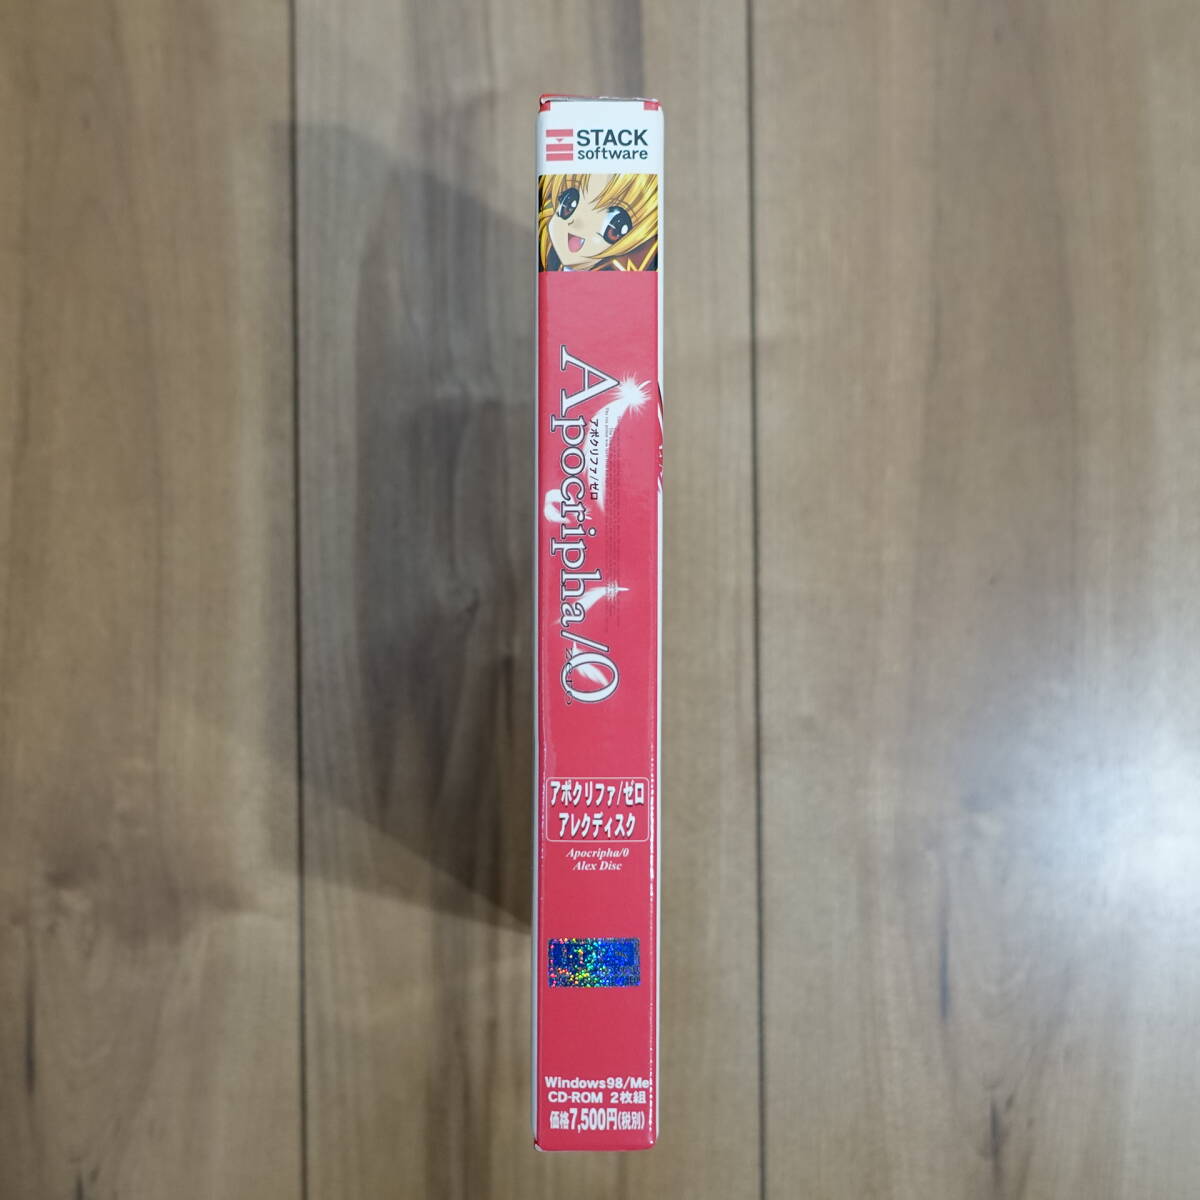 STACK
software
Apocripha/0
アポクリファ/ゼロ
アポクリファ/ゼロ
アレクディスク
Apocripha/0
Alex Disc
Windows98/Me
CD-ROM 2枚組
価格7,500円(税別)